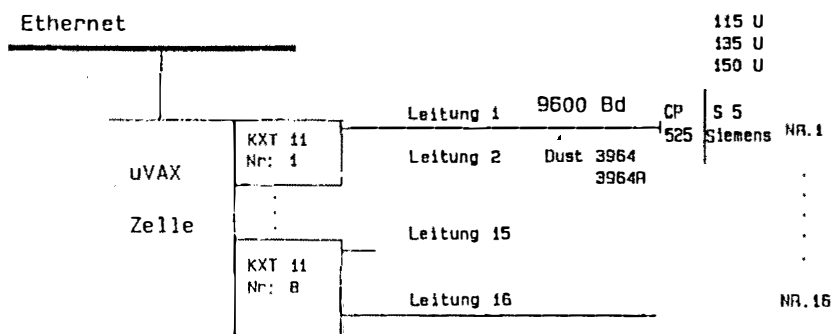 Ethernet
115 U
135 U
150 U
Leitung 1
9600 Bd
CP
525
S 5
Siemens
NR.1
KXT 11
Nr: 1
Leitung 2
Dust 3964
3964R
uVAX
Zelle
Leitung 15
KXT 11
Nr: 8
Leitung 16
NR.16